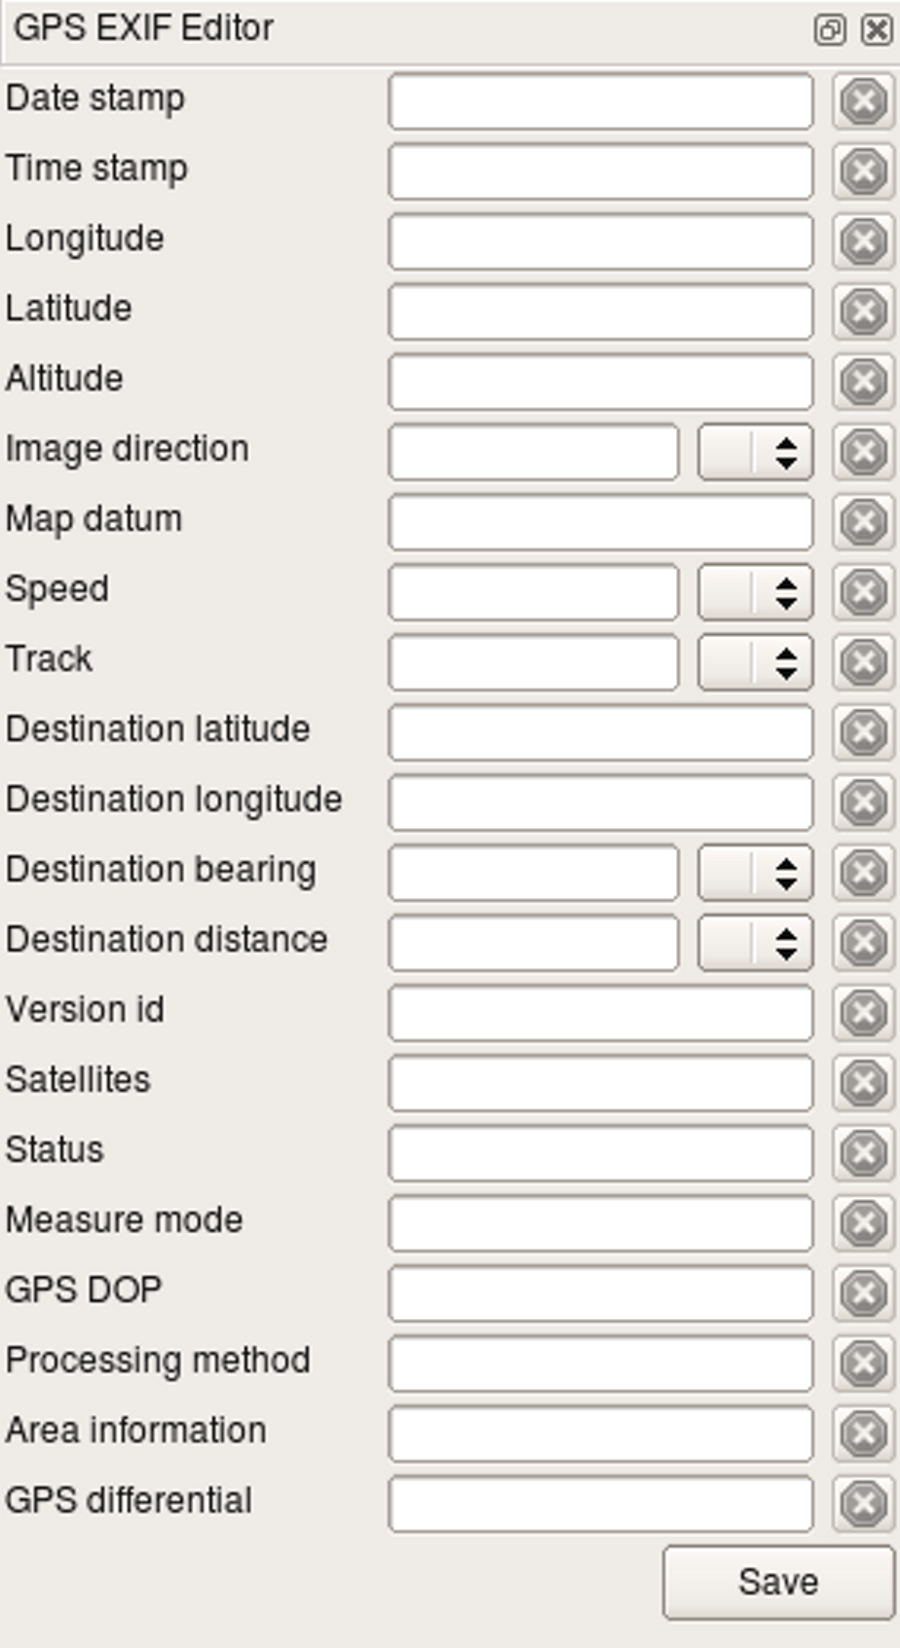 GPS EXIF Editor
Date stamp
Time stamp
Longitude
Latitude
Altitude
Image direction
Map datum
Speed
Track
Destination latitude
Destination longitude
Destination bearing
Destination distance
Version id
Satellites
Status
Measure mode
GPS DOP
Processing method
Area information
GPS differential
Save